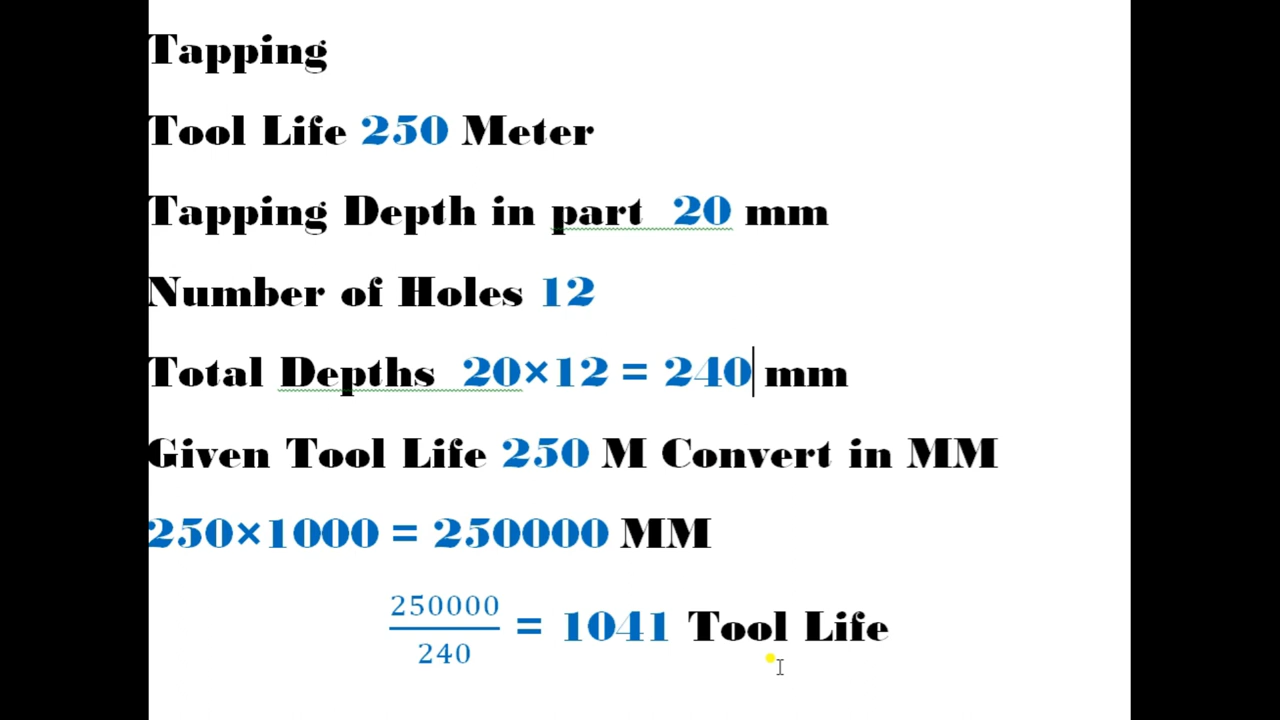 Tapping
Tool Life 250 Meter
Tapping Depth in part 20 mm
Number of Holes 12
Total Depths 20×12 = 240 mm
Given Tool Life 250 M Convert in MM
250×1000 = 250000 MM
250000
240
= 1041 Tool Life